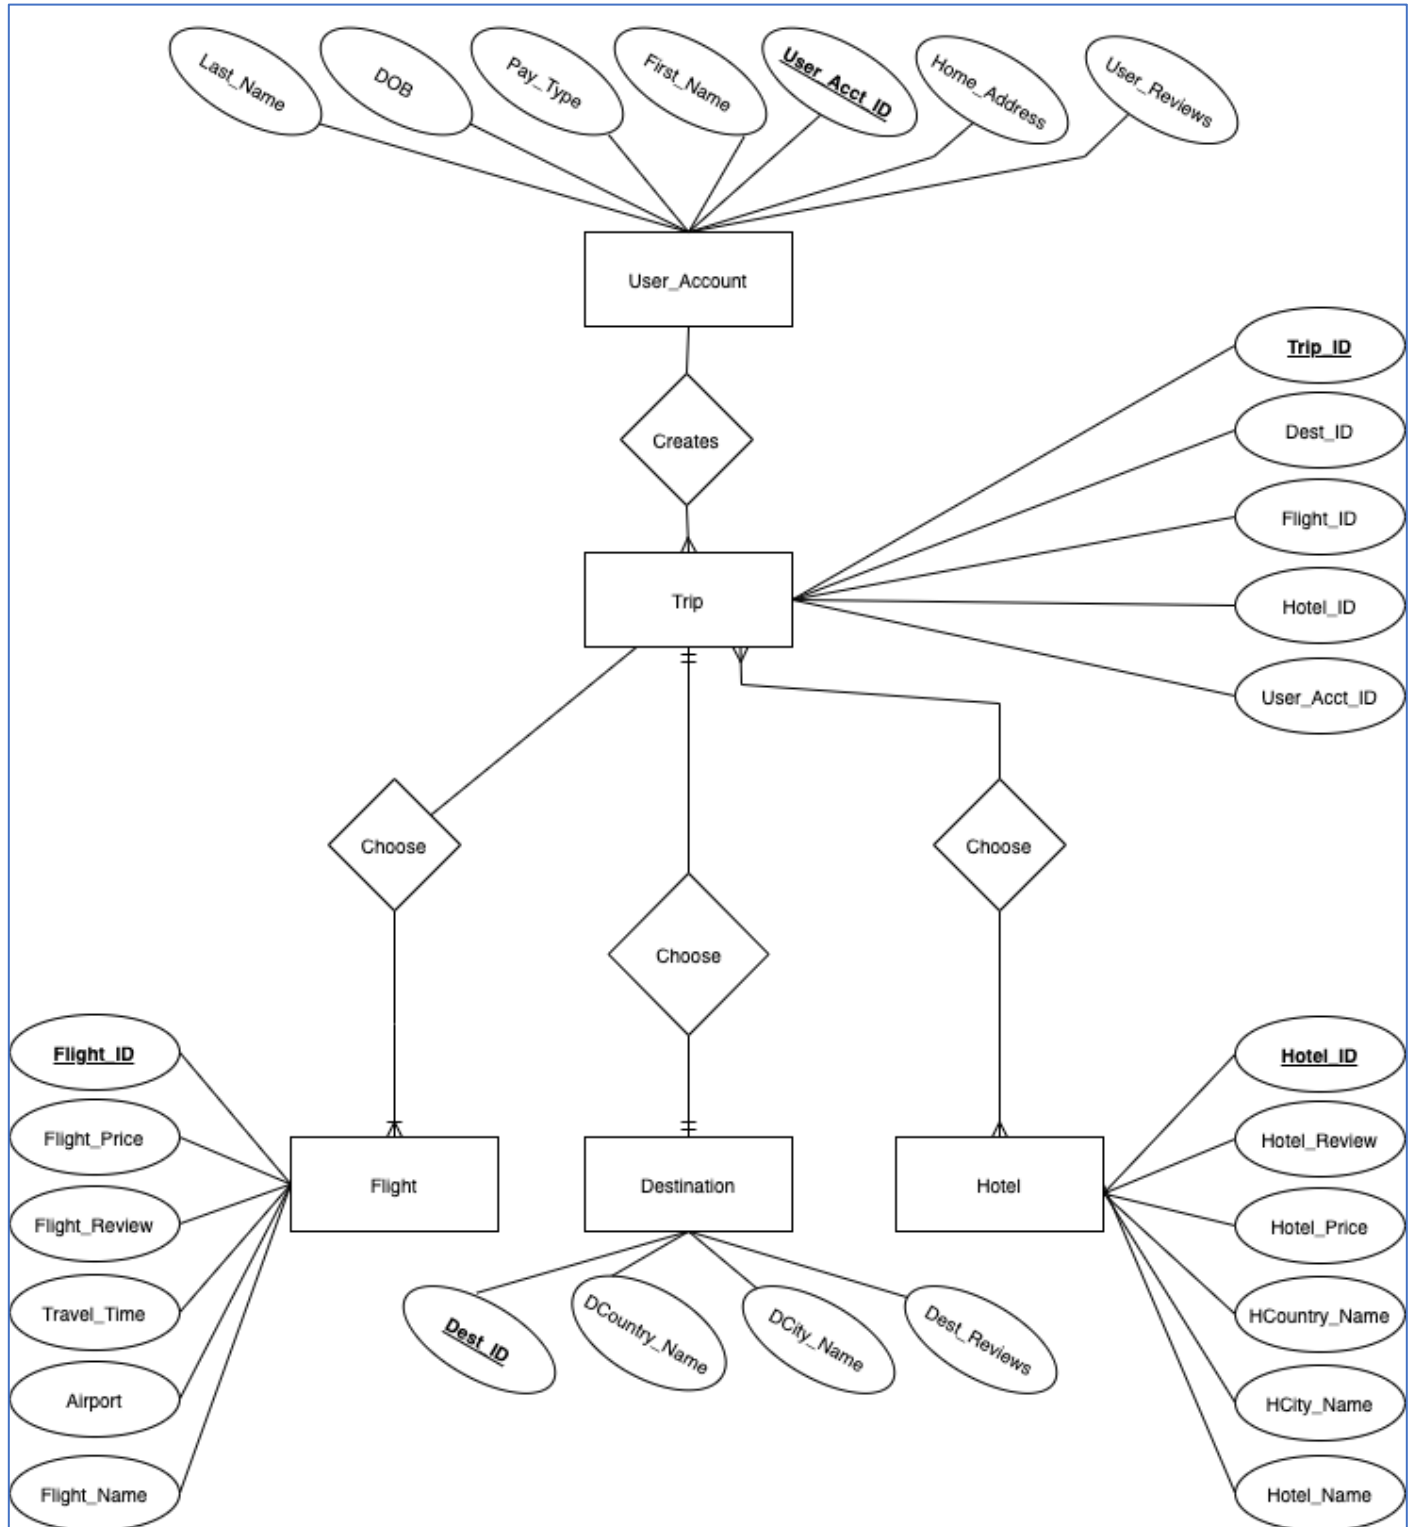 Last_Name
DOB
Pay_Type
First_Name
User_Acct_ID
Home_Address
User_Reviews
User_Account
Creates
Trip
Trip_ID
Dest_ID
Flight_ID
Hotel_ID
User_Acct_ID
Choose
Choose
Choose
Flight_ID
Flight_Price
Flight_Review
Travel_Time
Airport
Flight_Name
Flight
Destination
Hotel
Dest_ID
DCountry_Name
DCity_Name
Dest_Reviews
Hotel_ID
Hotel_Review
Hotel_Price
HCountry_Name
HCity_Name
Hotel_Name